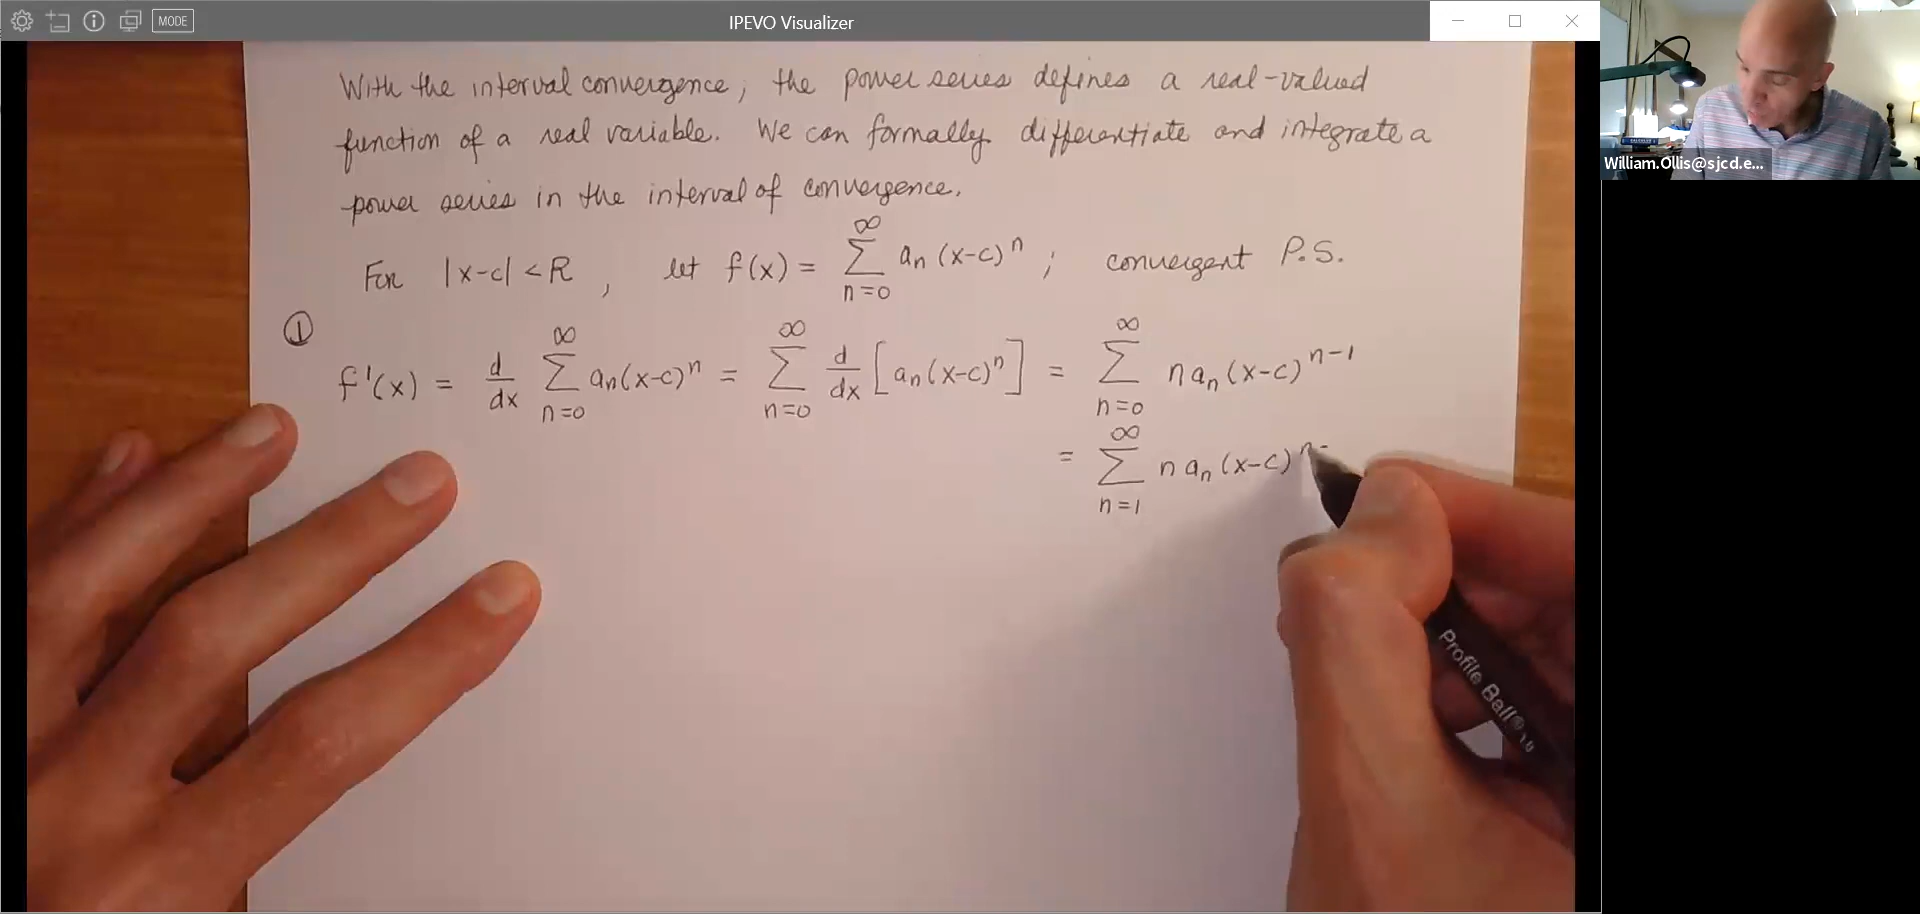 MODE
IPEVO Visualizer
William.Ollis@sjcd.e...
With the interval convergence, the power series defines a real-valued
function of a real variable. We can formally differentiate and integrate a
power series in the interval of convergence.
For |x-c| < R, let f(x) = ∑_{n=0}^{∞} a_n (x-c)^n ; convergent P.S.
①
f'(x) = d/dx ∑_{n=0}^{∞} a_n(x-c)^n = ∑_{n=0}^{∞} d/dx [a_n(x-c)^n] = ∑_{n=0}^{∞} n a_n (x-c)^{n-1}
= ∑_{n=1}^{∞} n a_n (x-c)^{n-
Profile Ball® 1.0